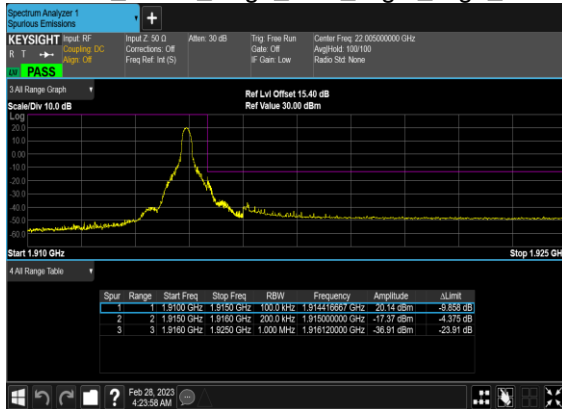 Spectrum Analyzer 1
Spurious Emissions
KEYSIGHT
R T
LXI
PASS
Input: RF
Coupling: DC
Align: Off
Input Z: 50 Ω
Corrections: Off
Freq Ref: Int (S)
Atten: 30 dB
Trig: Free Run
Gate: Off
IF Gain: Low
Center Freq: 22.005000000 GHz
Avg|Hold: 100/100
Radio Std: None
3 All Range Graph
Scale/Div 10.0 dB
Ref Lvl Offset 15.40 dB
Ref Value 30.00 dBm
Log
20.0
10.0
0.00
-10.0
-20.0
-30.0
-40.0
-50.0
-60.0
Start 1.910 GHz
Stop 1.925 GH
4 All Range Table
Spur Range Start Freq Stop Freq RBW Frequency Amplitude ΔLimit
1 1 1.9100 GHz 1.9150 GHz 100.0 kHz 1.914416667 GHz 20.14 dBm -9.858 dB
2 2 1.9150 GHz 1.9160 GHz 200.0 kHz 1.915000000 GHz -17.37 dBm -4.375 dB
3 3 1.9160 GHz 1.9250 GHz 1.000 MHz 1.916120000 GHz -36.91 dBm -23.91 dB
?
Feb 28, 2023
4:23:58 AM